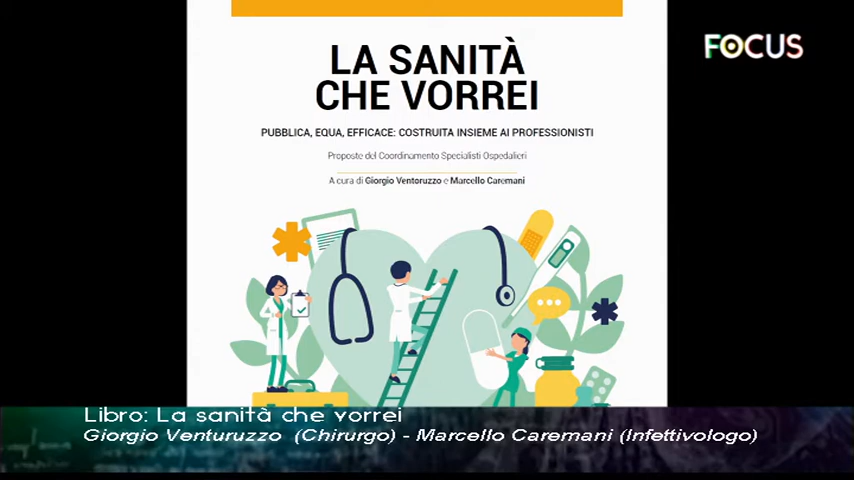 FOCUS
LA SANITÀ
CHE VORREI
PUBBLICA, EQUA, EFFICACE: COSTRUITA INSIEME AI PROFESSIONISTI
Proposte del Coordinamento Specialisti Ospedalieri
A cura di Giorgio Ventoruzzo e Marcello Caremani
Libro: La sanità che vorrei
Giorgio Venturuzzo (Chirurgo) - Marcello Caremani (Infettivologo)